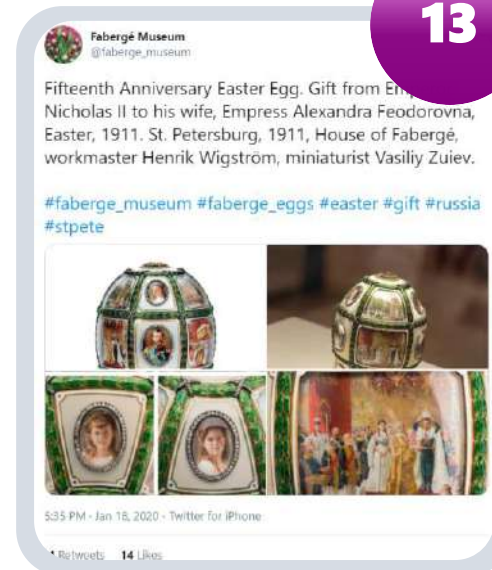 13
Fabergé Museum
@faberge_museum
Fifteenth Anniversary Easter Egg. Gift from
Nicholas II to his wife, Empress Alexandra Feodorovna,
Easter, 1911. St. Petersburg, 1911, House of Fabergé,
workmaster Henrik Wigström, miniaturist Vasiliy Zuiev.
#faberge_museum #faberge_eggs #easter #gift #russia
#stpete
5:35 PM · Jan 18, 2020 · Twitter for iPhone
Retweets 14 Likes